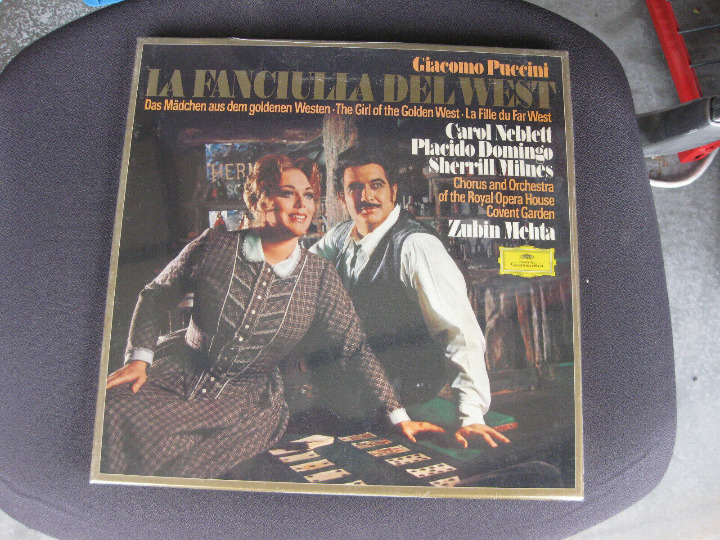 Giacomo Puccini
LA FANCIULLA DEL WEST
Das Mädchen aus dem goldenen Westen · The Girl of the Golden West · La Fille du Far West
Carol Neblett
Placido Domingo
Sherrill Milnes
Chorus and Orchestra
of the Royal Opera House
Covent Garden
Zubin Mehta